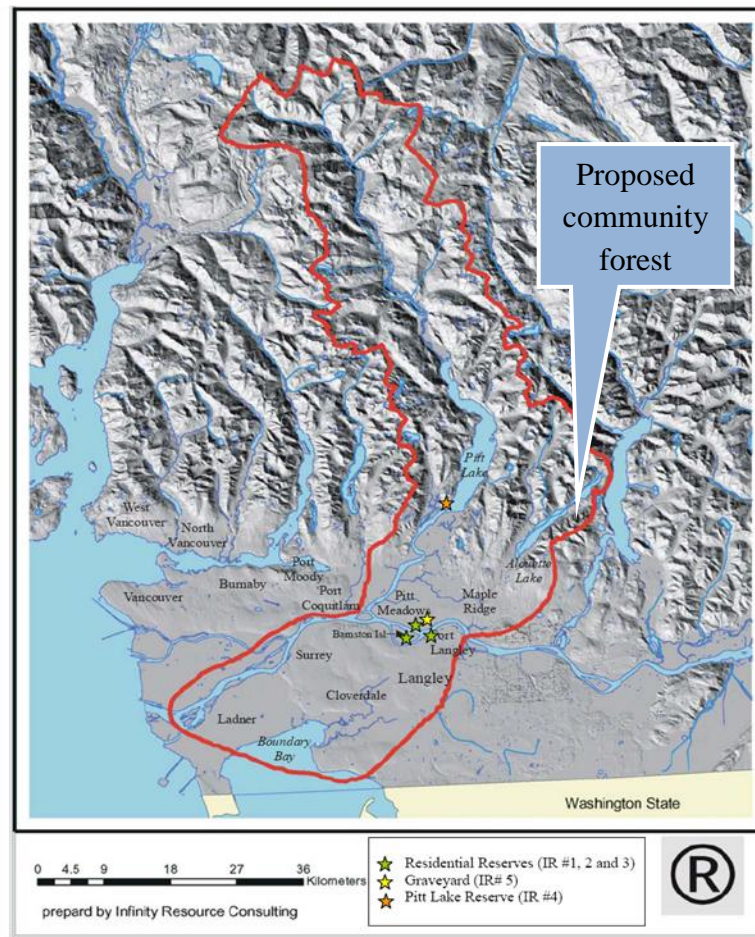 Proposed
community
forest
Pitt
Lake
West
Vancouver
North
Vancouver
Port
Moody
Burnaby
Port
Coquitlam
Vancouver
Alouette
Lake
Pitt
Meadows
Maple
Ridge
Barnston Isl
Fort
Langley
Surrey
Langley
Cloverdale
Ladner
Boundary
Bay
Washington State
0 4.5 9 18 27 36
Kilometers
prepard by Infinity Resource Consulting
Residential Reserves (IR #1, 2 and 3)
Graveyard (IR# 5)
Pitt Lake Reserve (IR #4)
®